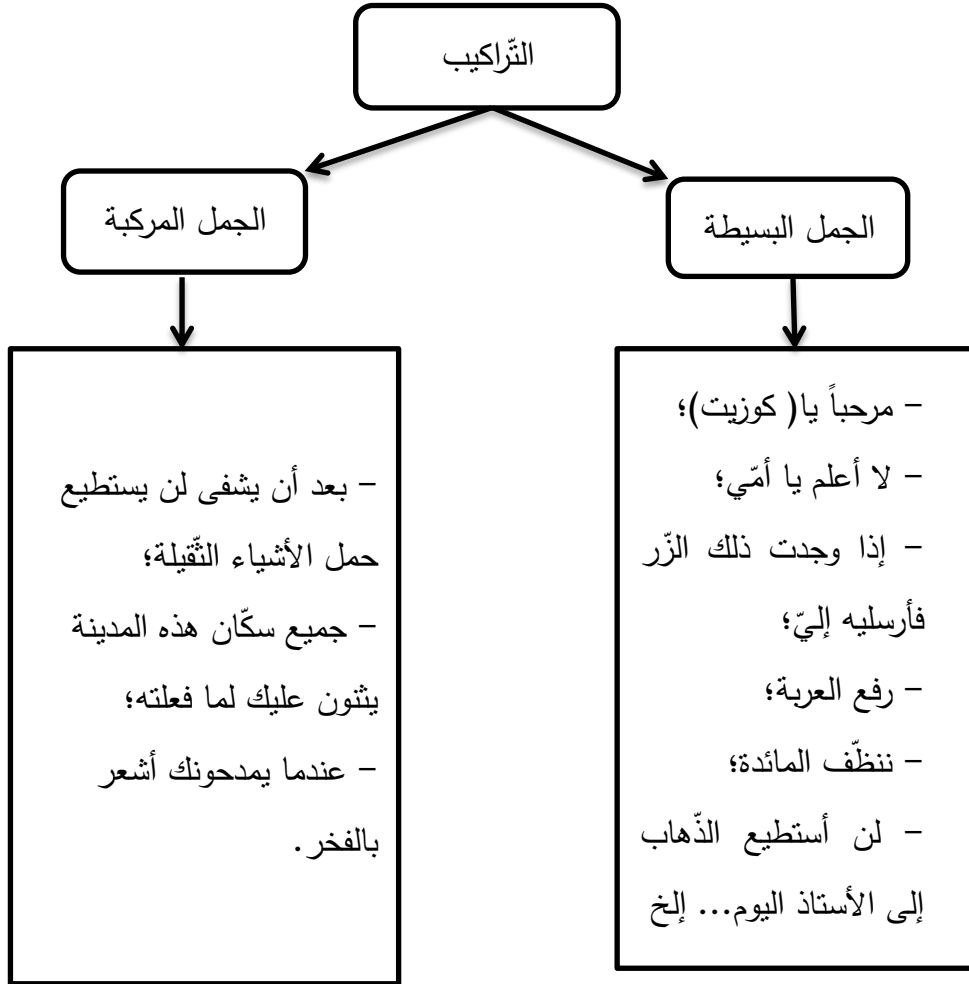 التّراكيب
الجمل البسيطة
الجمل المركبة
- مرحباً يا( كوزيت)؛
- لا أعلم يا أمّي؛
- إذا وجدت ذلك الزّر
فأرسليه إليّ؛
- رفع العربة؛
- ننظّف المائدة؛
- لن أستطيع الذّهاب
إلى الأستاذ اليوم... إلخ
- بعد أن يشفى لن يستطيع
حمل الأشياء الثّقيلة؛
- جميع سكّان هذه المدينة
يثنون عليك لما فعلته؛
- عندما يمدحونك أشعر
بالفخر.